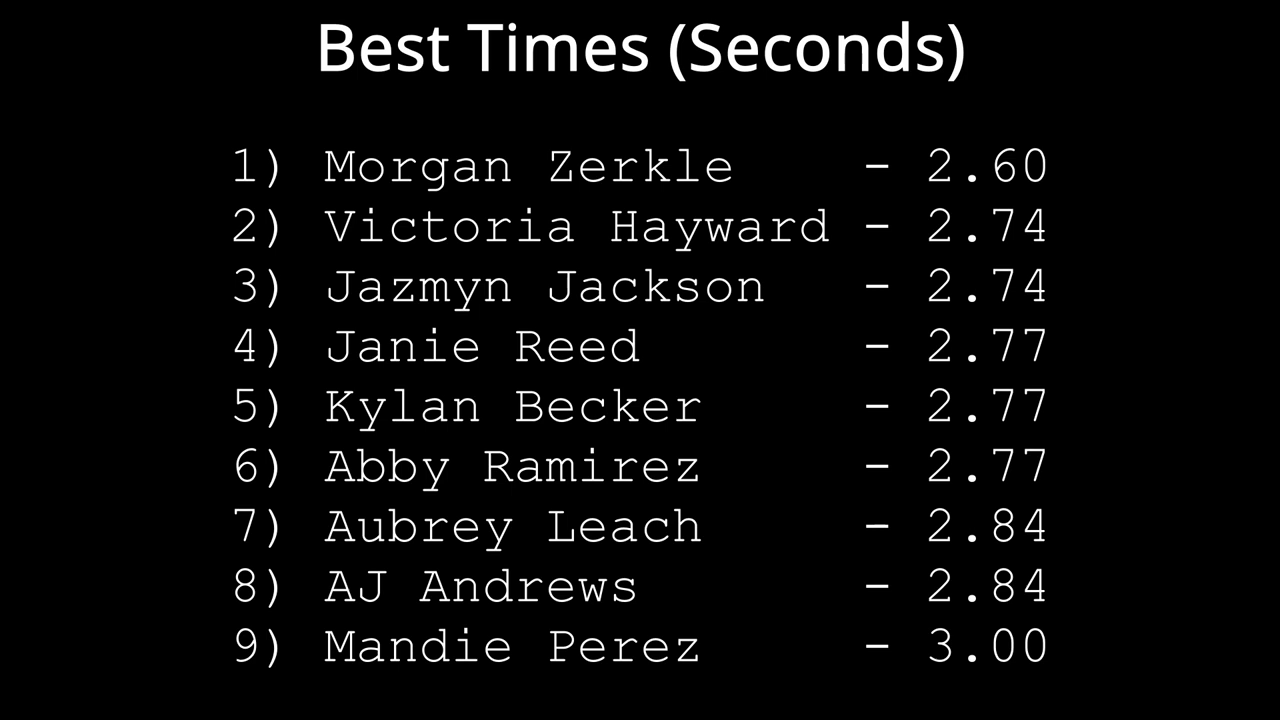 Best Times (Seconds)
1) Morgan Zerkle - 2.60
2) Victoria Hayward - 2.74
3) Jazmyn Jackson - 2.74
4) Janie Reed - 2.77
5) Kylan Becker - 2.77
6) Abby Ramirez - 2.77
7) Aubrey Leach - 2.84
8) AJ Andrews - 2.84
9) Mandie Perez - 3.00